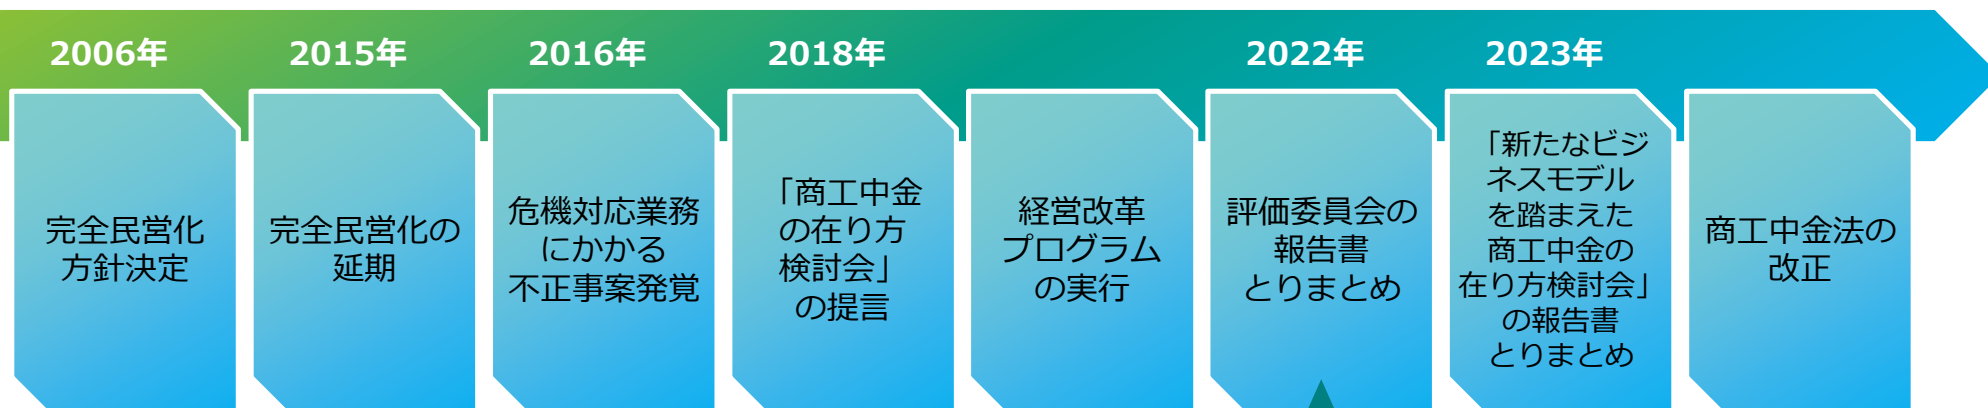 2006年
2015年
2016年
2018年
2022年
2023年
完全民営化
方針決定
完全民営化の
延期
危機対応業務
にかかる
不正事案発覚
「商工中金
の在り方
検討会」
の提言
経営改革
プログラム
の実行
評価委員会の
報告書
とりまとめ
「新たなビジ
ネスモデル
を踏まえた
商工中金の
在り方検討会」
の報告書
とりまとめ
商工中金法の
改正